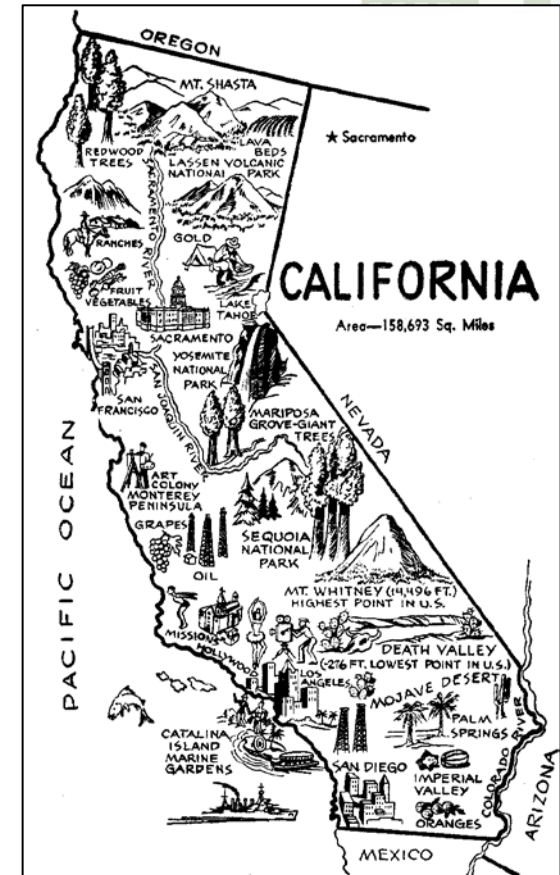 OREGON
MT. SHASTA
★ Sacramento
REDWOOD
TREES
LAVA
BEDS
LASSEN VOLCANIC
NATIONAL PARK
SACRAMENTO RIVER
RANCHES
GOLD
FRUIT
VEGETABLES
LAKE
TAHOE
CALIFORNIA
Area—158,693 Sq. Miles
SACRAMENTO
YOSEMITE
NATIONAL
PARK
SAN
FRANCISCO
SAN JOAQUIN RIVER
MARIPOSA
GROVE-GIANT
TREES
NEVADA
PACIFIC OCEAN
ART
COLONY
MONTEREY
PENINSULA
GRAPES
OIL
SEQUOIA
NATIONAL
PARK
MT. WHITNEY (14,496 FT.)
HIGHEST POINT IN U.S.
MISSIONS
HOLLYWOOD
LOS
ANGELES
DEATH VALLEY
(-276 FT. LOWEST POINT IN U.S.)
MOJAVE DESERT
PALM
SPRINGS
COLORADO RIVER
ARIZONA
CATALINA
ISLAND
MARINE
GARDENS
SAN DIEGO
IMPERIAL
VALLEY
ORANGES
MEXICO